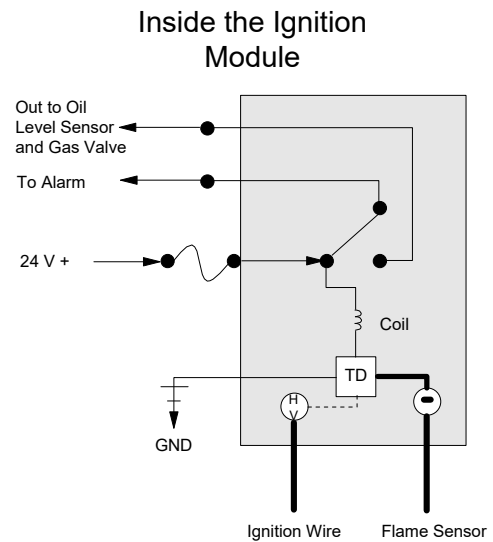 Inside the Ignition
Module
Out to Oil
Level Sensor
and Gas Valve
To Alarm
24 V +
Coil
TD
H
V
GND
Ignition Wire
Flame Sensor